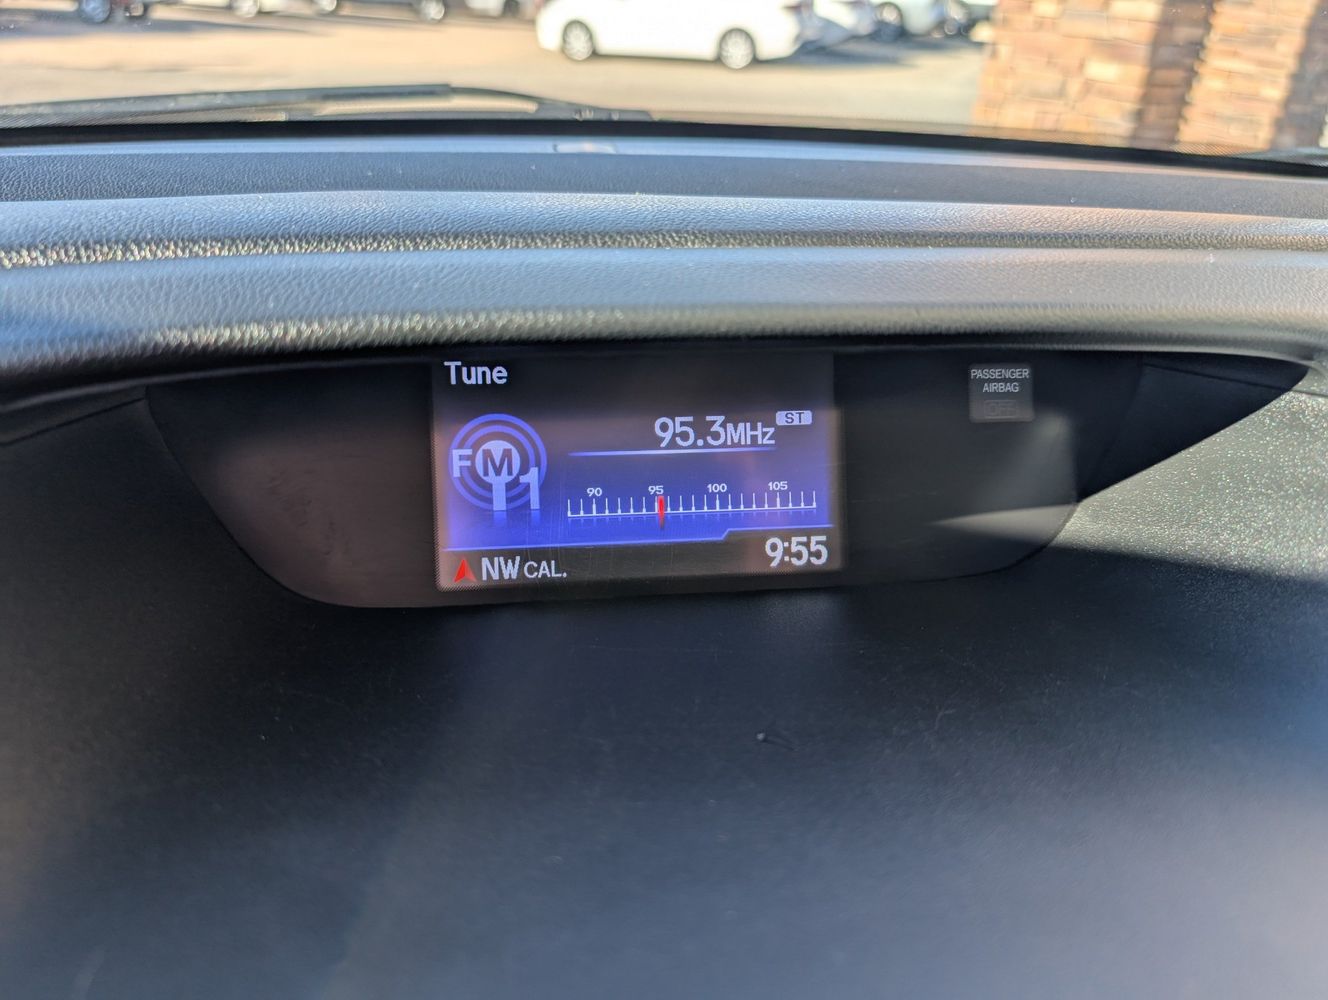 Tune
PASSENGER
AIRBAG
OFF
95.3MHz ST
FM1
90 95 100 105
NW CAL.
9:55